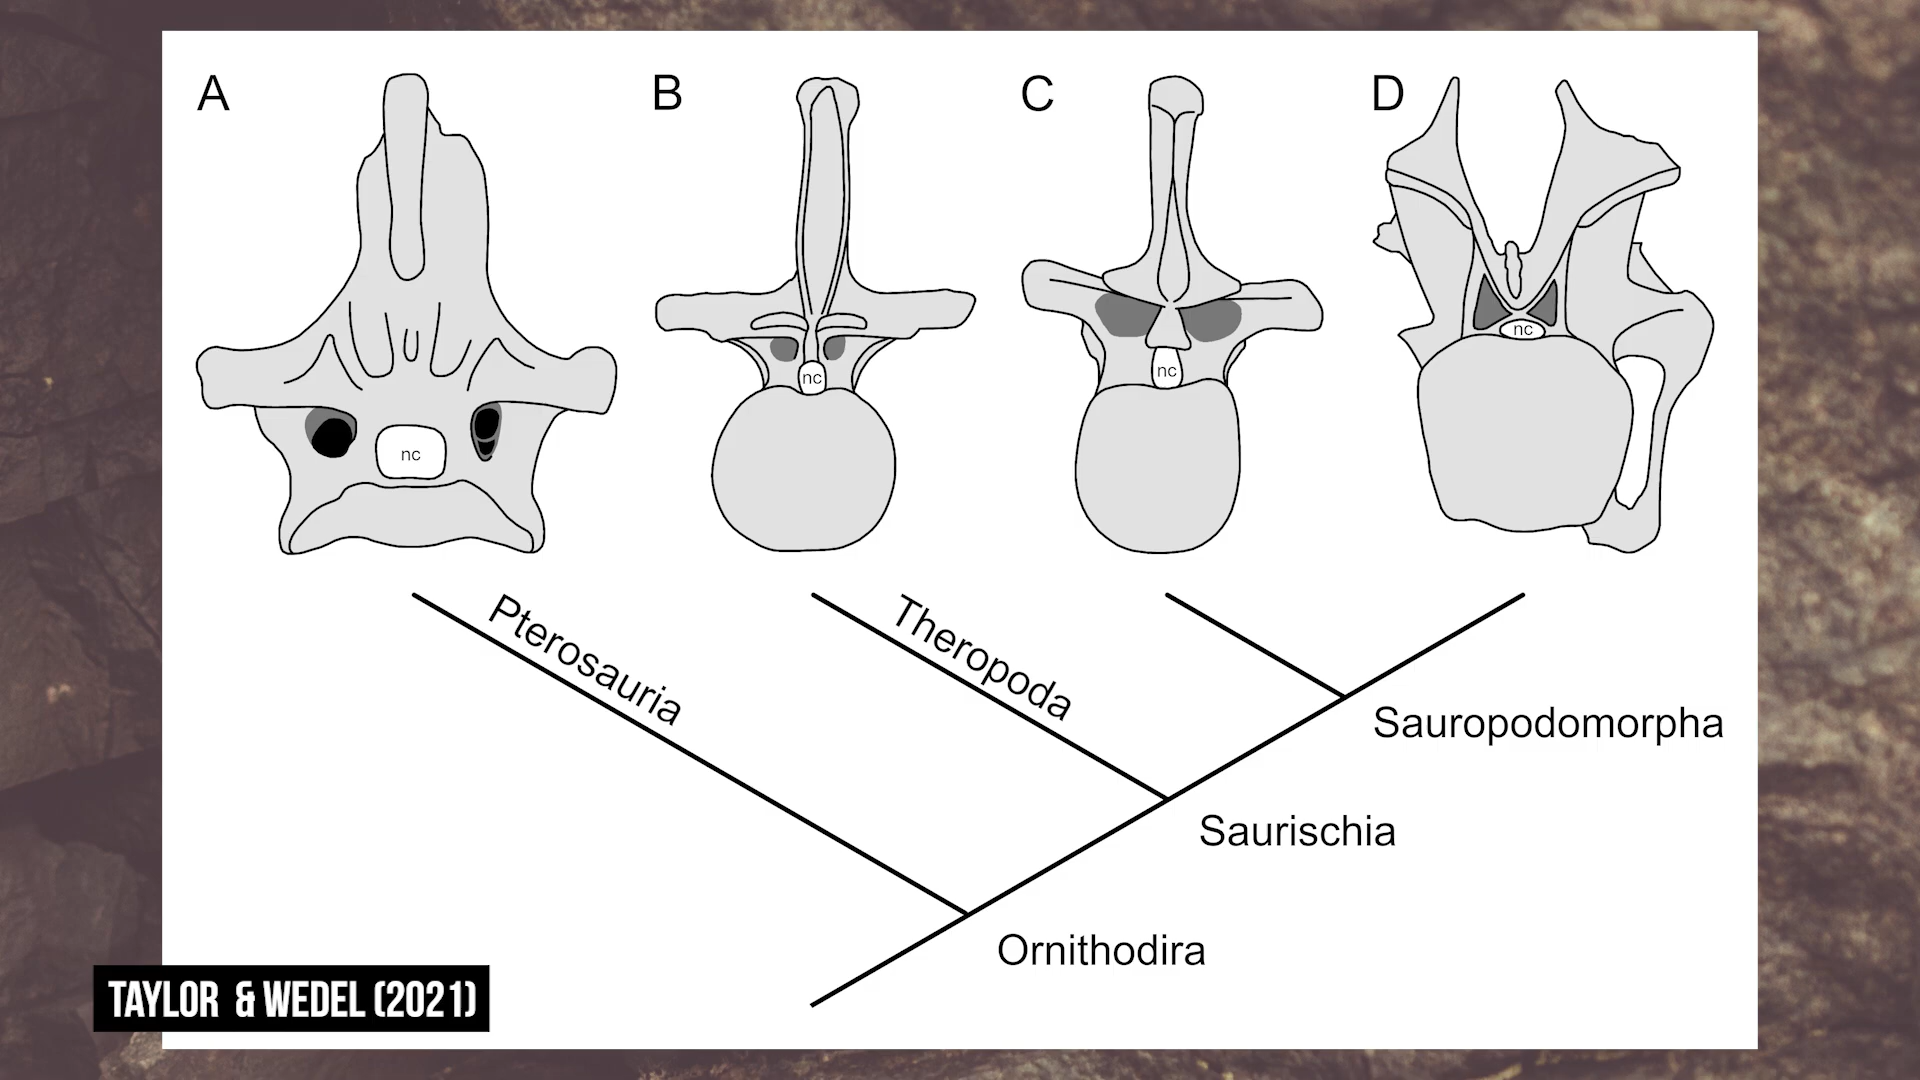 A
B
C
D
nc
nc
nc
nc
Pterosauria
Theropoda
Sauropodomorpha
Saurischia
Ornithodira
TAYLOR & WEDEL (2021)